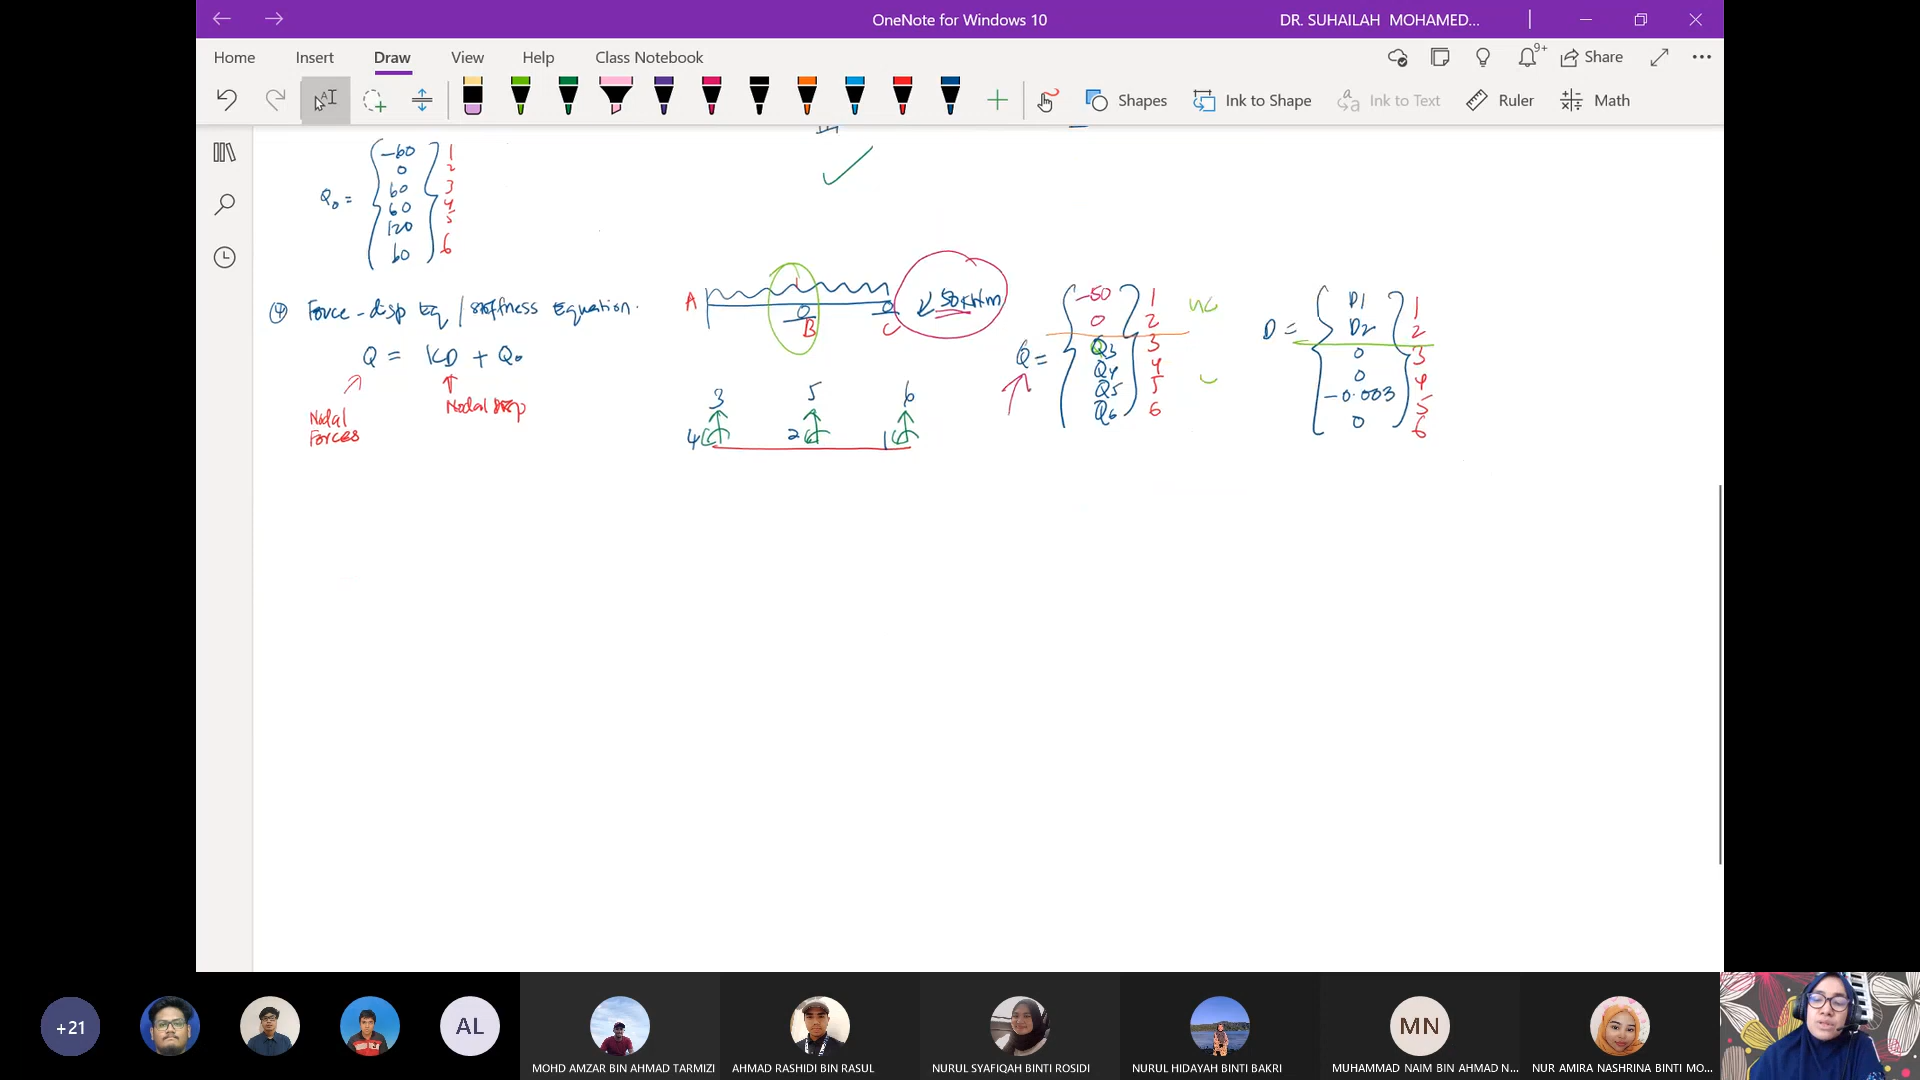 OneNote for Windows 10
DR. SUHAILAH MOHAMED...
Home Insert Draw View Help Class Notebook
9+
Share
Shapes Ink to Shape Ink to Text Ruler Math
Q0 =
-60 1
0 2
60 3
60 4
120 5
60 6
④ Force-disp Eq / stiffness Equation.
Q = KD + Q0
Nodal Forces
Nodal disp
A
B
C
50 kNm
3 5 6
4 2 1
Q =
-50 1
0 2
Q3 3
Q4 4
Q5 5
Q6 6
D =
D1 1
D2 2
0 3
0 4
-0.003 5
0 6
+21
AL
MN
MOHD AMZAR BIN AHMAD TARMIZI
AHMAD RASHIDI BIN RASUL
NURUL SYAFIQAH BINTI ROSIDI
NURUL HIDAYAH BINTI BAKRI
MUHAMMAD NAIM BIN AHMAD N...
NUR AMIRA NASHRINA BINTI MO...